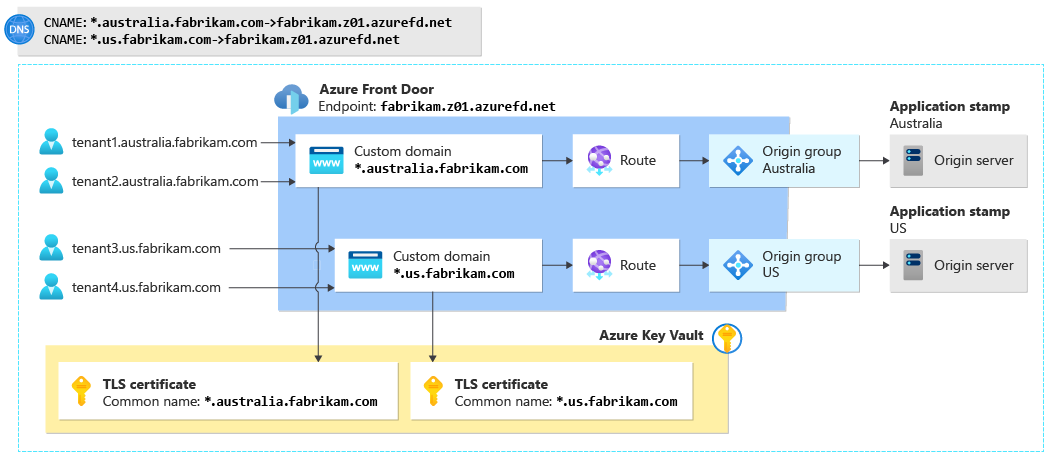 DNS
CNAME: *.australia.fabrikam.com->fabrikam.z01.azurefd.net
CNAME: *.us.fabrikam.com->fabrikam.z01.azurefd.net
Azure Front Door
Endpoint: fabrikam.z01.azurefd.net
Application stamp
Australia
tenant1.australia.fabrikam.com
tenant2.australia.fabrikam.com
WWW
Custom domain
*.australia.fabrikam.com
Route
Origin group
Australia
Origin server
Application stamp
US
tenant3.us.fabrikam.com
tenant4.us.fabrikam.com
WWW
Custom domain
*.us.fabrikam.com
Route
Origin group
US
Origin server
Azure Key Vault
TLS certificate
Common name: *.australia.fabrikam.com
TLS certificate
Common name: *.us.fabrikam.com